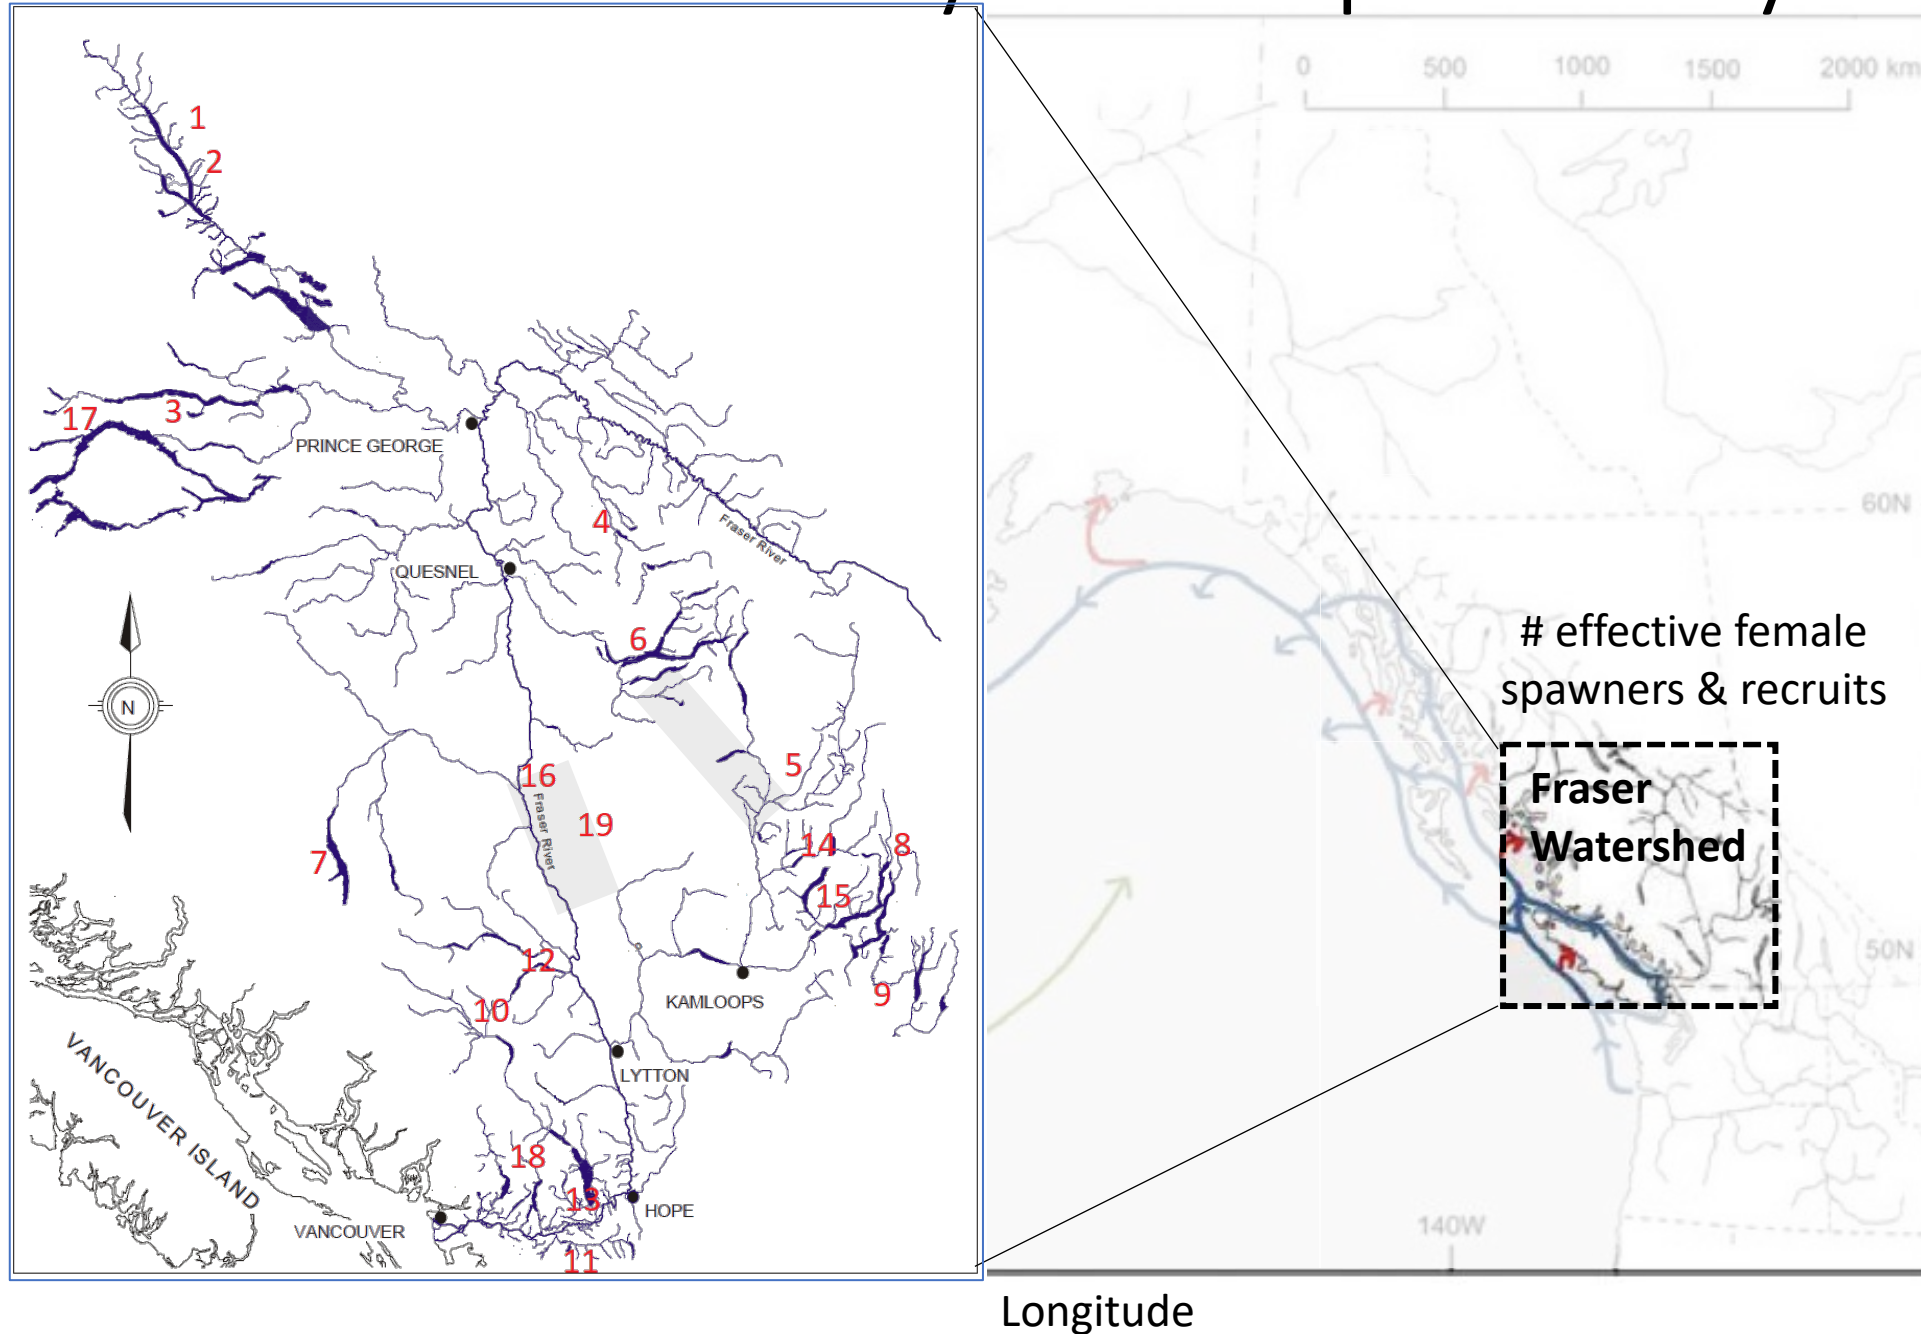 0 500 1000 1500 2000 km
1
2
3
17
PRINCE GEORGE
4
Fraser River
60N
QUESNEL
6
# effective female
spawners & recruits
N
5
16
Fraser River
19
Fraser
Watershed
14
8
7
15
12
50N
9
10
KAMLOOPS
VANCOUVER ISLAND
LYTTON
18
13
HOPE
VANCOUVER
140W
11
Longitude